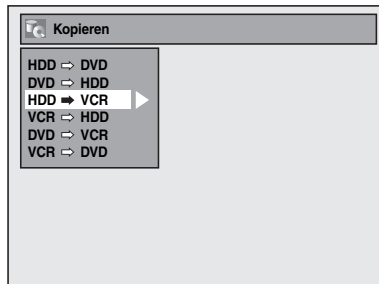 Kopieren
HDD ⇨ DVD
DVD ⇨ HDD
HDD ➡ VCR
VCR ⇨ HDD
DVD ⇨ VCR
VCR ⇨ DVD